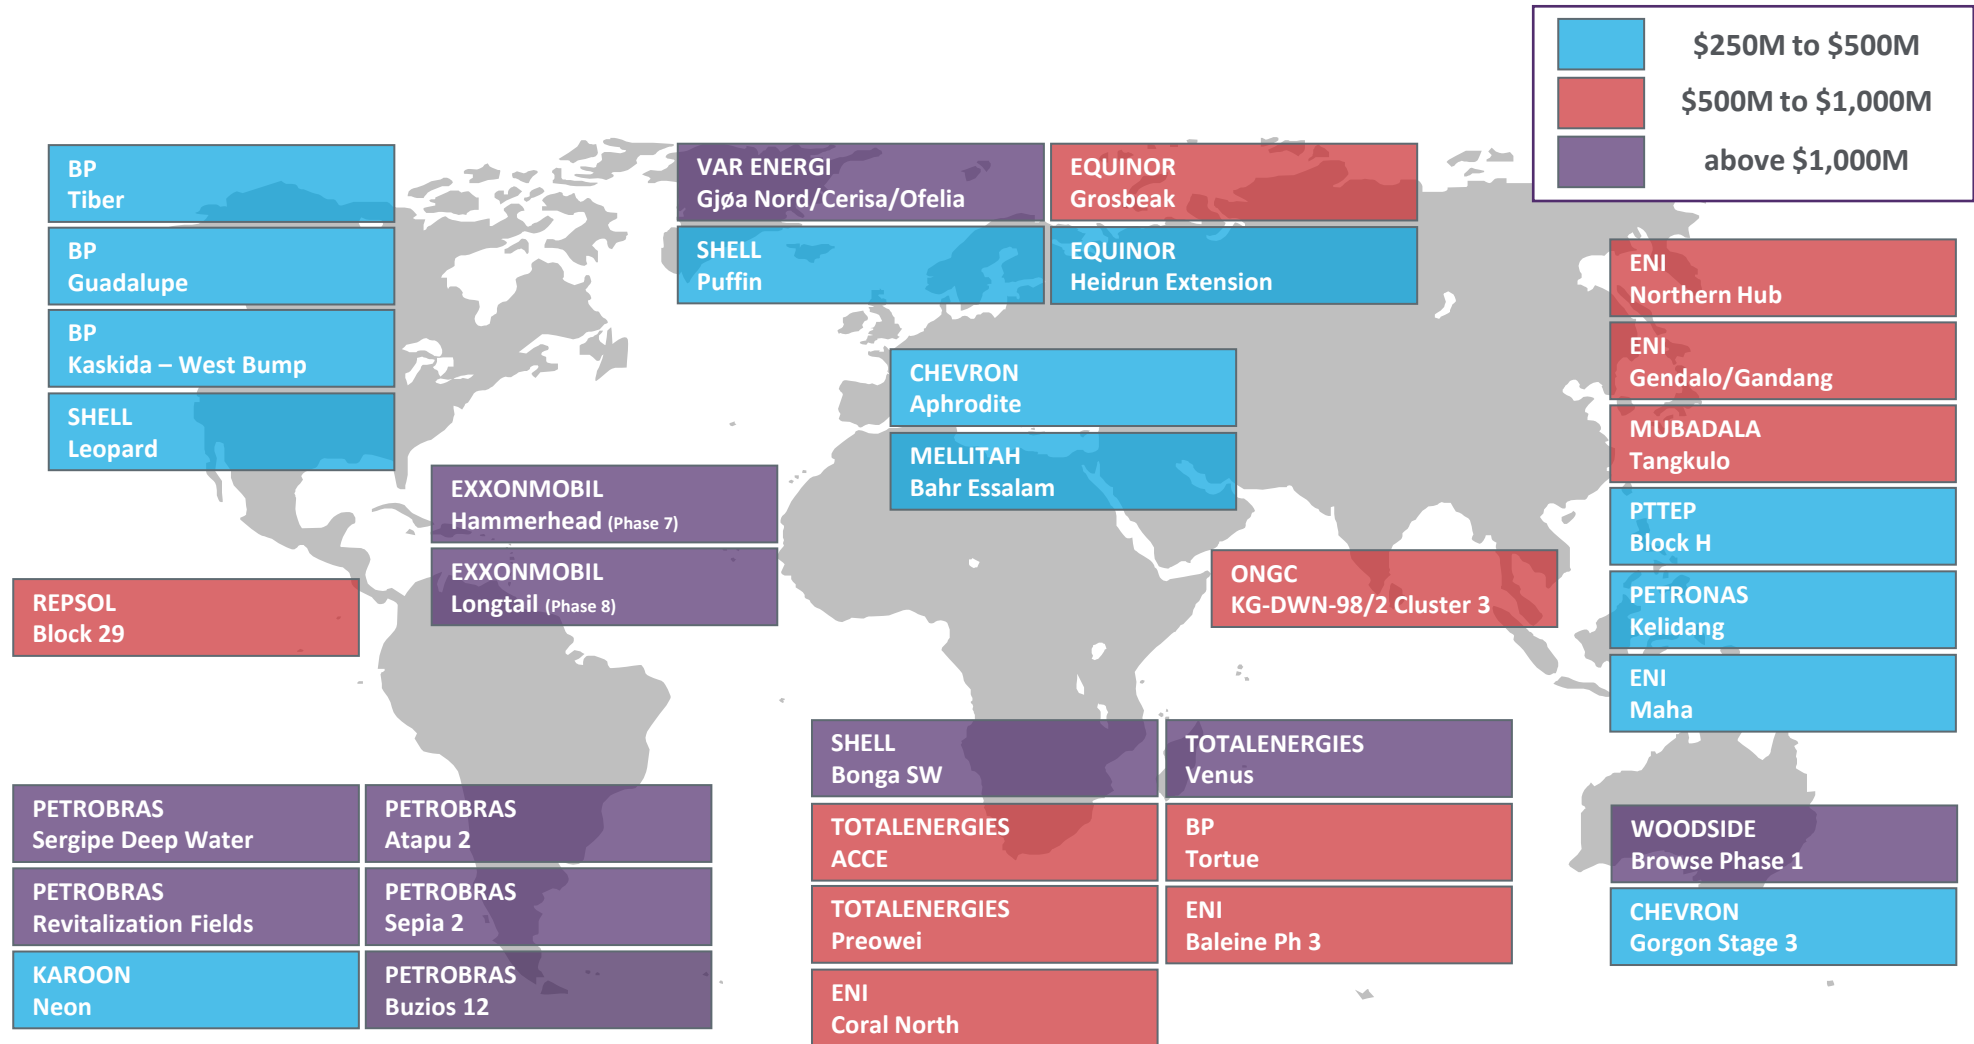 $250M to $500M
$500M to $1,000M
above $1,000M
BP
Tiber
BP
Guadalupe
BP
Kaskida – West Bump
SHELL
Leopard
VAR ENERGI
Gjøa Nord/Cerisa/Ofelia
EQUINOR
Grosbeak
SHELL
Puffin
EQUINOR
Heidrun Extension
CHEVRON
Aphrodite
MELLITAH
Bahr Essalam
ENI
Northern Hub
ENI
Gendalo/Gandang
MUBADALA
Tangkulo
PTTEP
Block H
PETRONAS
Kelidang
ENI
Maha
EXXONMOBIL
Hammerhead (Phase 7)
EXXONMOBIL
Longtail (Phase 8)
REPSOL
Block 29
ONGC
KG-DWN-98/2 Cluster 3
PETROBRAS
Sergipe Deep Water
PETROBRAS
Atapu 2
PETROBRAS
Revitalization Fields
PETROBRAS
Sepia 2
KAROON
Neon
PETROBRAS
Buzios 12
SHELL
Bonga SW
TOTALENERGIES
Venus
TOTALENERGIES
ACCE
BP
Tortue
TOTALENERGIES
Preowei
ENI
Baleine Ph 3
ENI
Coral North
WOODSIDE
Browse Phase 1
CHEVRON
Gorgon Stage 3